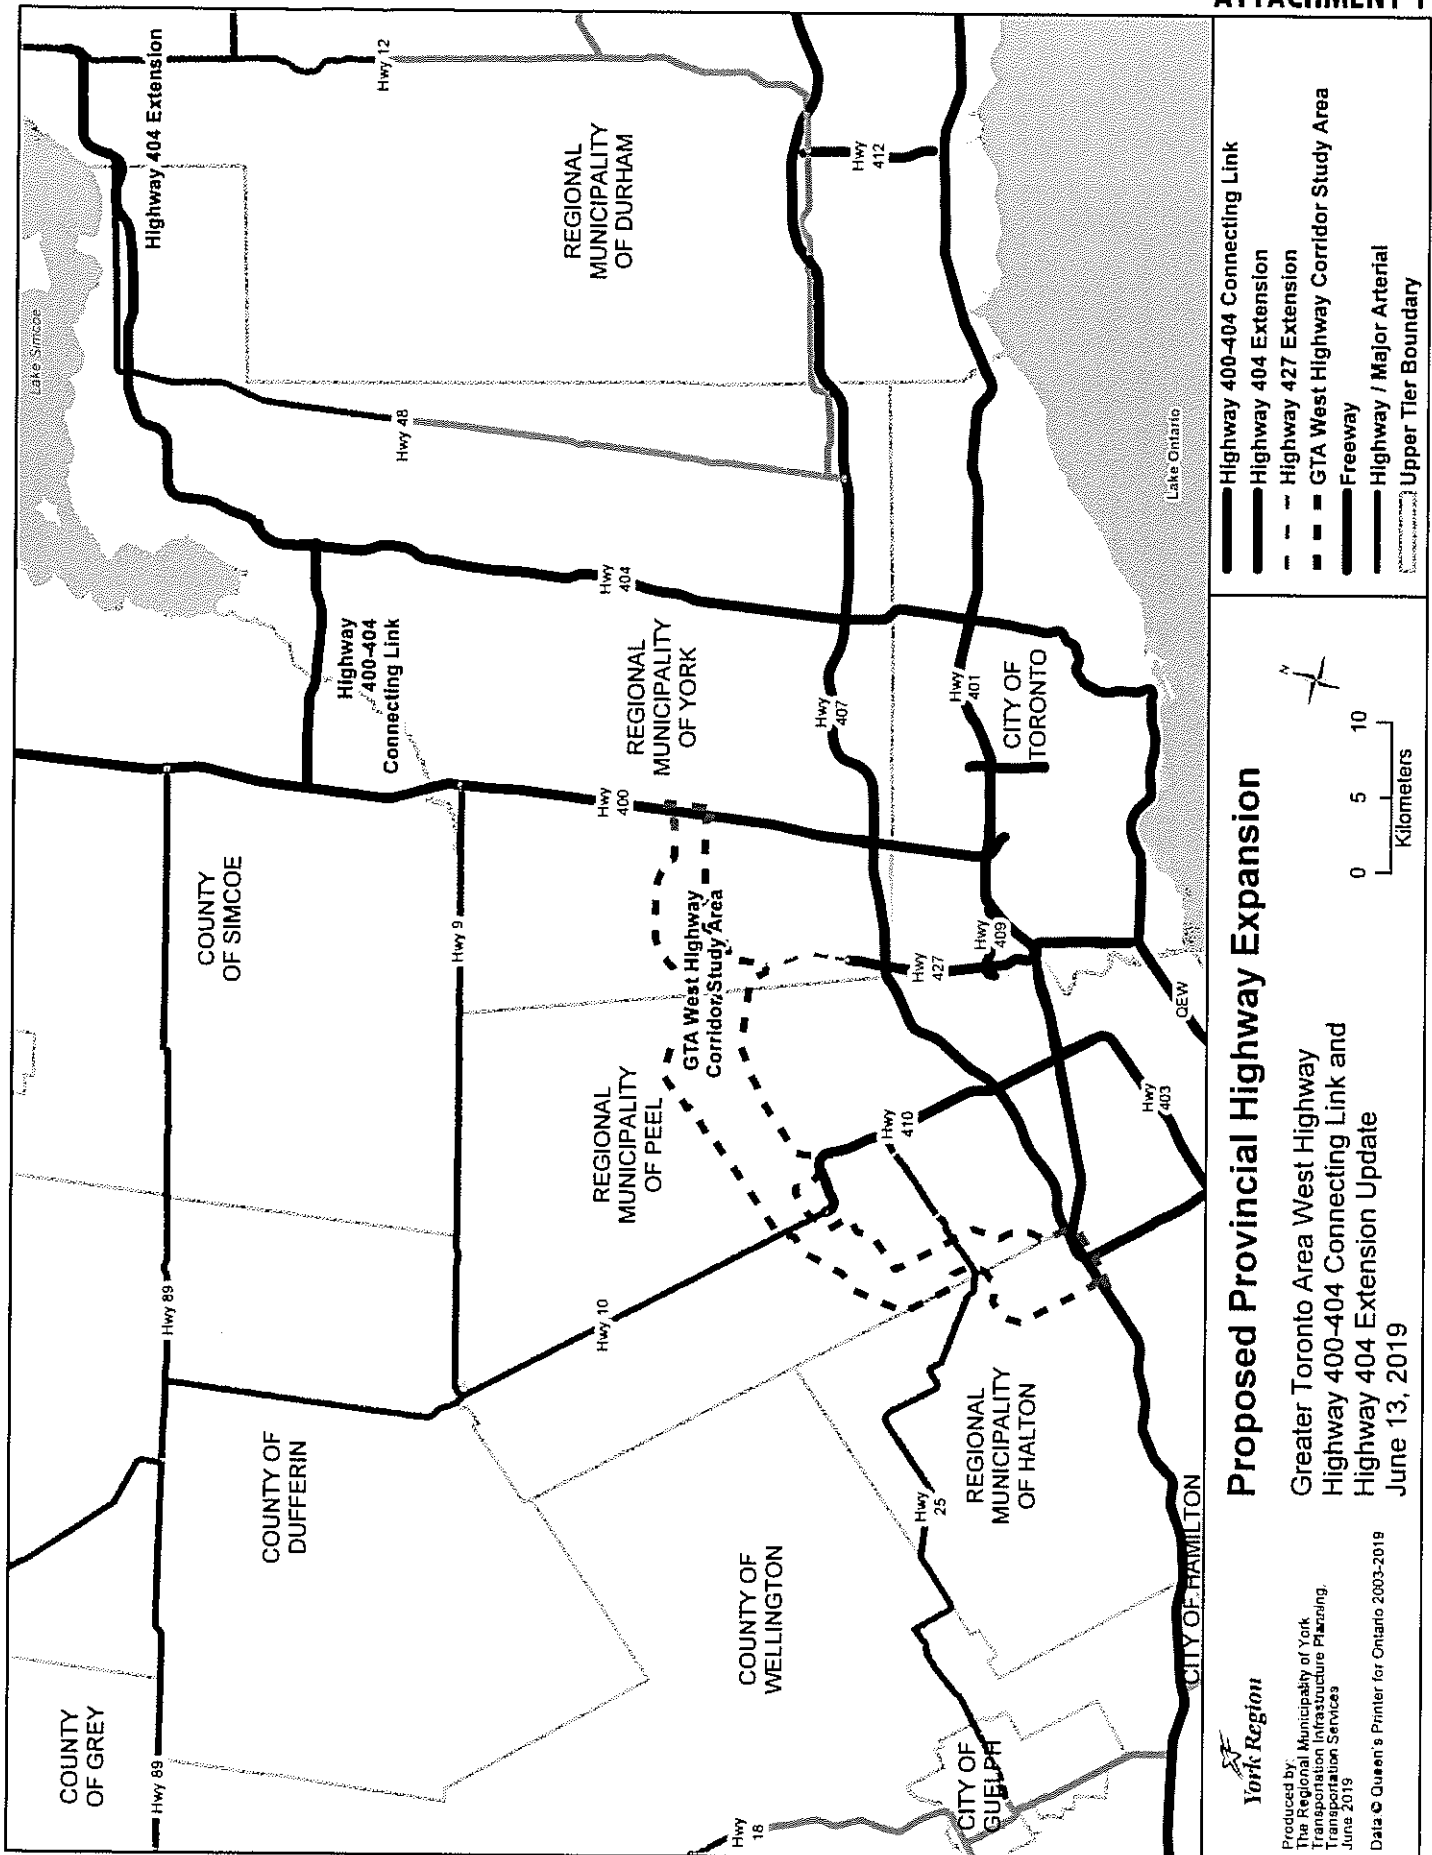 ATTACHMENT 1
COUNTY
OF GREY
Hwy 89
COUNTY OF
DUFFERIN
Hwy 89
COUNTY
OF SIMCOE
Hwy 9
Hwy 10
Lake Simcoe
Highway 404 Extension
Hwy 12
Hwy 48
Highway
400-404
Connecting Link
Hwy
404
Hwy
400
REGIONAL
MUNICIPALITY
OF DURHAM
REGIONAL
MUNICIPALITY
OF YORK
REGIONAL
MUNICIPALITY
OF PEEL
GTA West Highway
Corridor/Study Area
Hwy
407
Hwy
412
Hwy
401
CITY OF
TORONTO
Hwy
409
Hwy
427
Hwy
410
Hwy
403
QEW
Lake Ontario
COUNTY OF
WELLINGTON
REGIONAL
MUNICIPALITY
OF HALTON
Hwy
25
Hwy
18
CITY OF
GUELPH
CITY OF HAMILTON
York Region
Produced by:
The Regional Municipality of York
Transportation Infrastructure Planning,
Transportation Services
June 2019
Data © Queen's Printer for Ontario 2003-2019
Proposed Provincial Highway Expansion
Greater Toronto Area West Highway
Highway 400-404 Connecting Link and
Highway 404 Extension Update
June 13, 2019
N
0 5 10
Kilometers
Highway 400-404 Connecting Link
Highway 404 Extension
Highway 427 Extension
GTA West Highway Corridor Study Area
Freeway
Highway / Major Arterial
Upper Tier Boundary